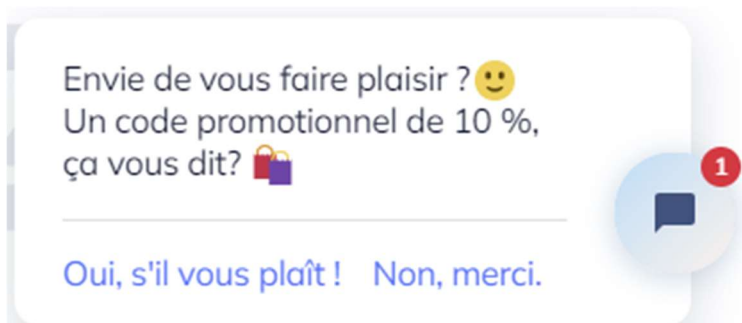 Envie de vous faire plaisir ?🙂
Un code promotionnel de 10 %,
ça vous dit? 🛍️
Oui, s'il vous plaît ! Non, merci.
1